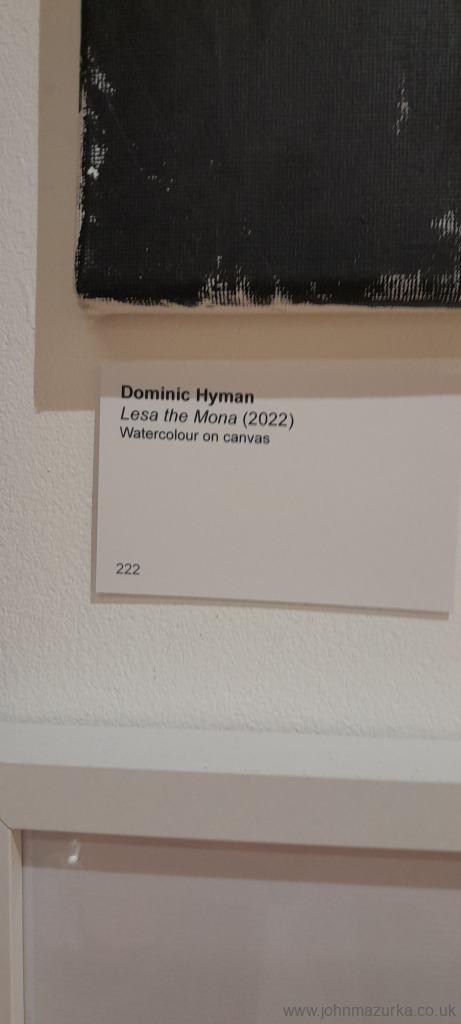 Dominic Hyman
Lesa the Mona (2022)
Watercolour on canvas
222
www.johnmazurka.co.uk